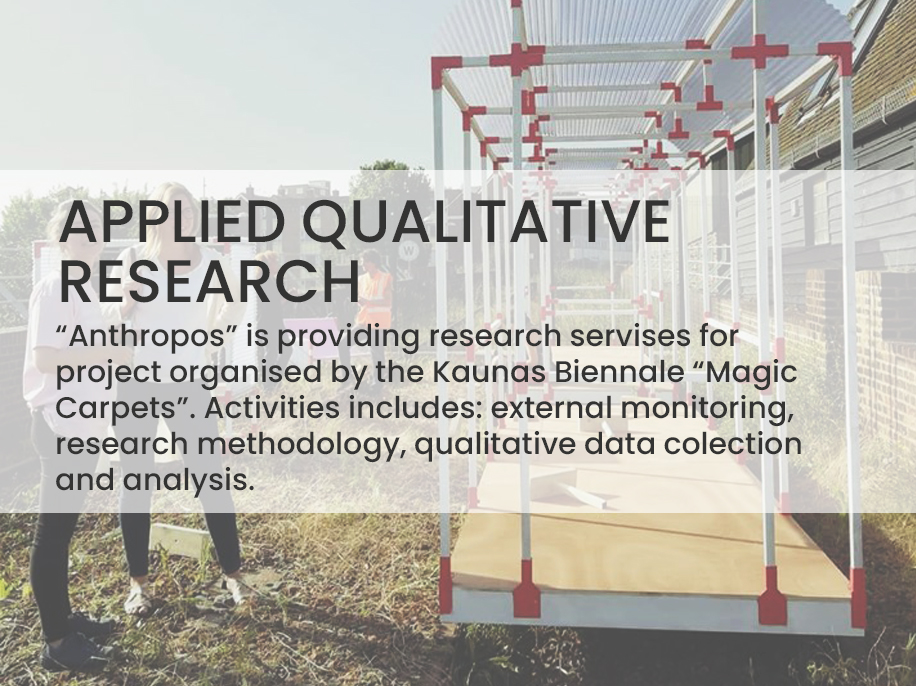 APPLIED QUALITATIVE
RESEARCH
“Anthropos” is providing research servises for
project organised by the Kaunas Biennale “Magic
Carpets”. Activities includes: external monitoring,
research methodology, qualitative data colection
and analysis.